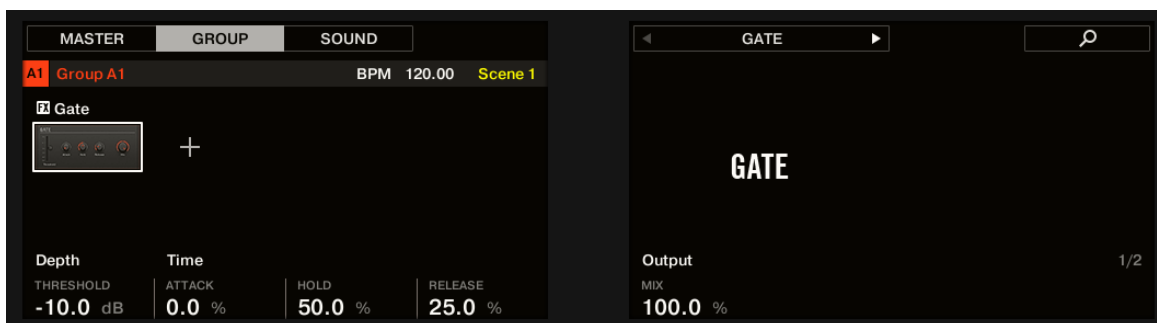 MASTER GROUP SOUND
A1 Group A1 BPM 120.00 Scene 1
FX Gate
Depth Time
THRESHOLD ATTACK HOLD RELEASE
-10.0 dB 0.0 % 50.0 % 25.0 %
GATE
GATE
Output 1/2
MIX
100.0 %